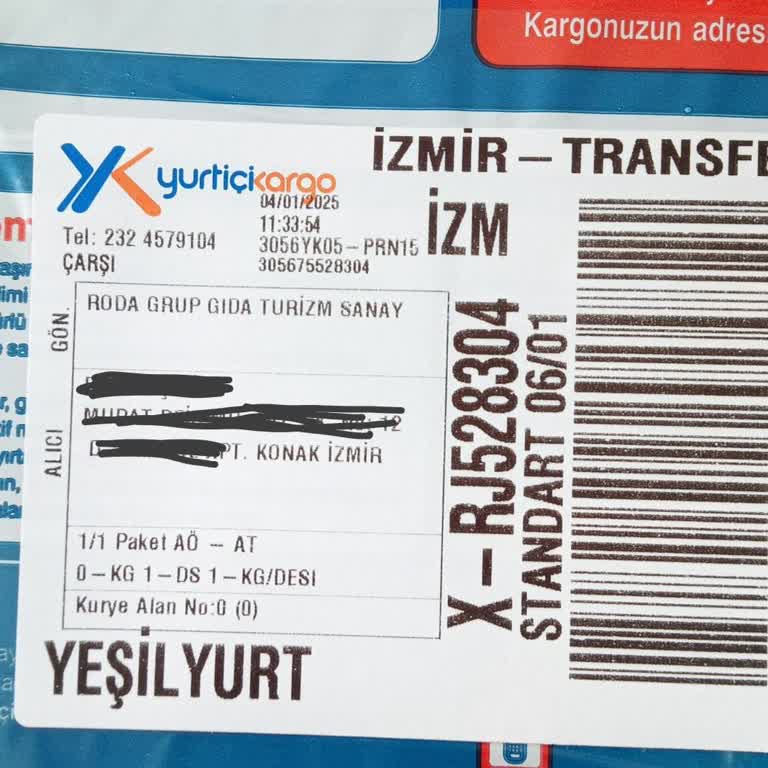 Kargonuzun adres
yurtiçikargo
İZMİR – TRANSFE
04/01/2025
11:33:54
Tel: 232 4579104
3056YK05 – PRN15
ÇARŞI
305675528304
İZM
GÖN.
RODA GRUP GIDA TURİZM SANAY
ALICI
12
PT. KONAK İZMİR
1/1 Paket AÖ – AT
0 – KG 1 – DS 1 – KG/DESI
Kurye Alan No:0 (0)
YEŞİLYURT
X – RJ528304
STANDART 06/01